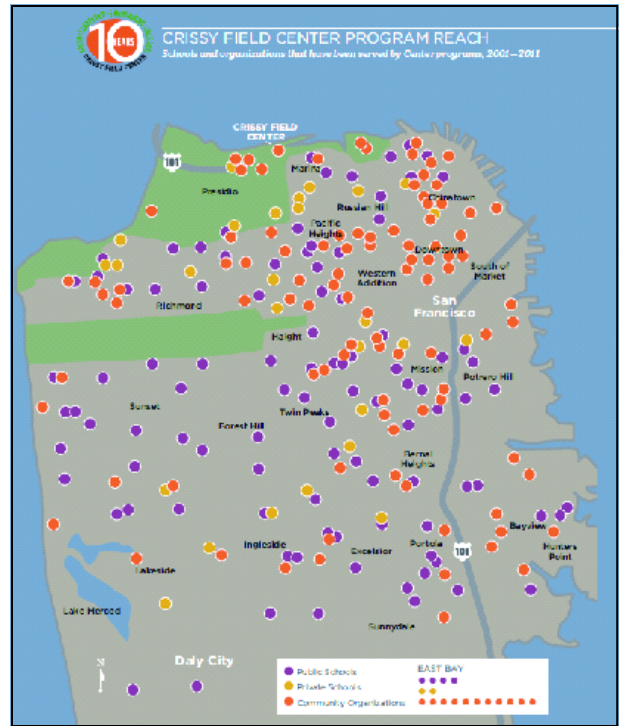 10
YEARS
CRISSY FIELD CENTER
CRISSY FIELD CENTER PROGRAM REACH
Schools and organizations that have been served by Center programs, 2001–2011
CRISSY FIELD
CENTER
101
Marina
Presidio
Russian Hill
Chinatown
Pacific
Heights
Downtown
Western
Addition
South of
Market
Richmond
San
Francisco
Haight
Mission
Potrero Hill
Sunset
Twin Peaks
Forest Hill
Bernal
Heights
Bayview
Ingleside
Excelsior
Portola
101
Hunters
Point
Lakeside
Lake Merced
Sunnydale
Daly City
N
Public Schools
Private Schools
Community Organizations
EAST BAY